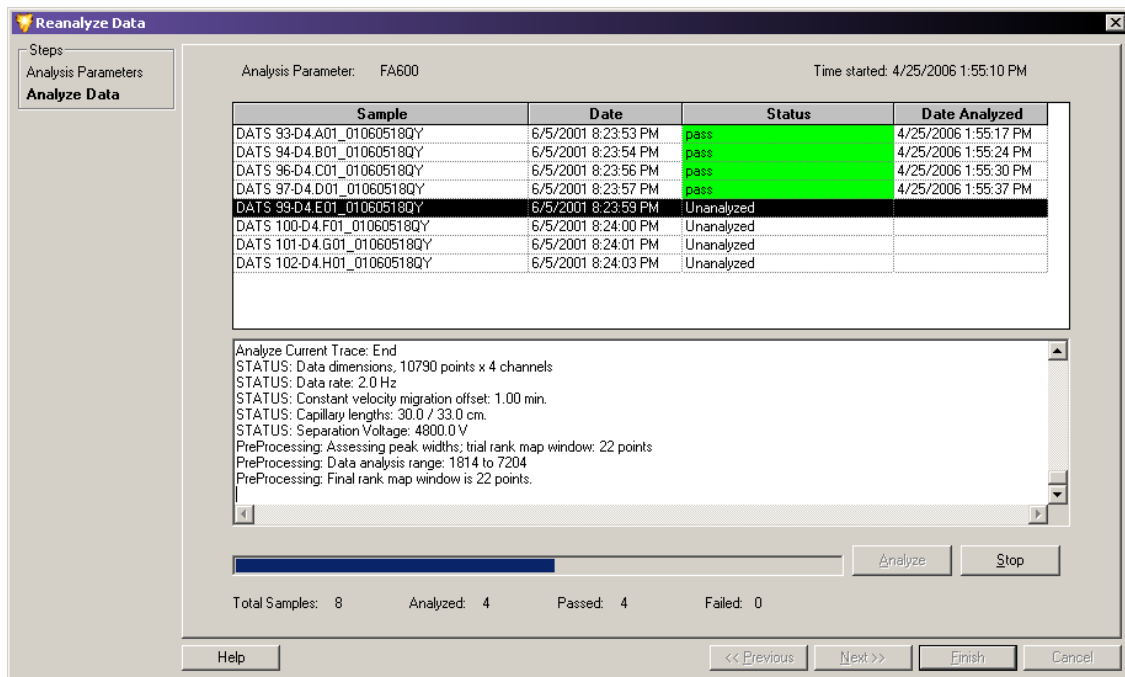 Reanalyze Data
Steps
Analysis Parameters
Analyze Data
Analysis Parameter: FA600 Time started: 4/25/2006 1:55:10 PM
Sample Date Status Date Analyzed
DATS 93-D4.A01_01060518QY 6/5/2001 8:23:53 PM pass 4/25/2006 1:55:17 PM
DATS 94-D4.B01_01060518QY 6/5/2001 8:23:54 PM pass 4/25/2006 1:55:24 PM
DATS 96-D4.C01_01060518QY 6/5/2001 8:23:56 PM pass 4/25/2006 1:55:30 PM
DATS 97-D4.D01_01060518QY 6/5/2001 8:23:57 PM pass 4/25/2006 1:55:37 PM
DATS 99-D4.E01_01060518QY 6/5/2001 8:23:59 PM Unanalyzed
DATS 100-D4.F01_01060518QY 6/5/2001 8:24:00 PM Unanalyzed
DATS 101-D4.G01_01060518QY 6/5/2001 8:24:01 PM Unanalyzed
DATS 102-D4.H01_01060518QY 6/5/2001 8:24:03 PM Unanalyzed
Analyze Current Trace: End
STATUS: Data dimensions, 10790 points x 4 channels
STATUS: Data rate: 2.0 Hz
STATUS: Constant velocity migration offset: 1.00 min.
STATUS: Capillary lengths: 30.0 / 33.0 cm.
STATUS: Separation Voltage: 4800.0 V
PreProcessing: Assessing peak widths; trial rank map window: 22 points
PreProcessing: Data analysis range: 1814 to 7204
PreProcessing: Final rank map window is 22 points.
Analyze Stop
Total Samples: 8 Analyzed: 4 Passed: 4 Failed: 0
Help << Previous Next >> Finish Cancel